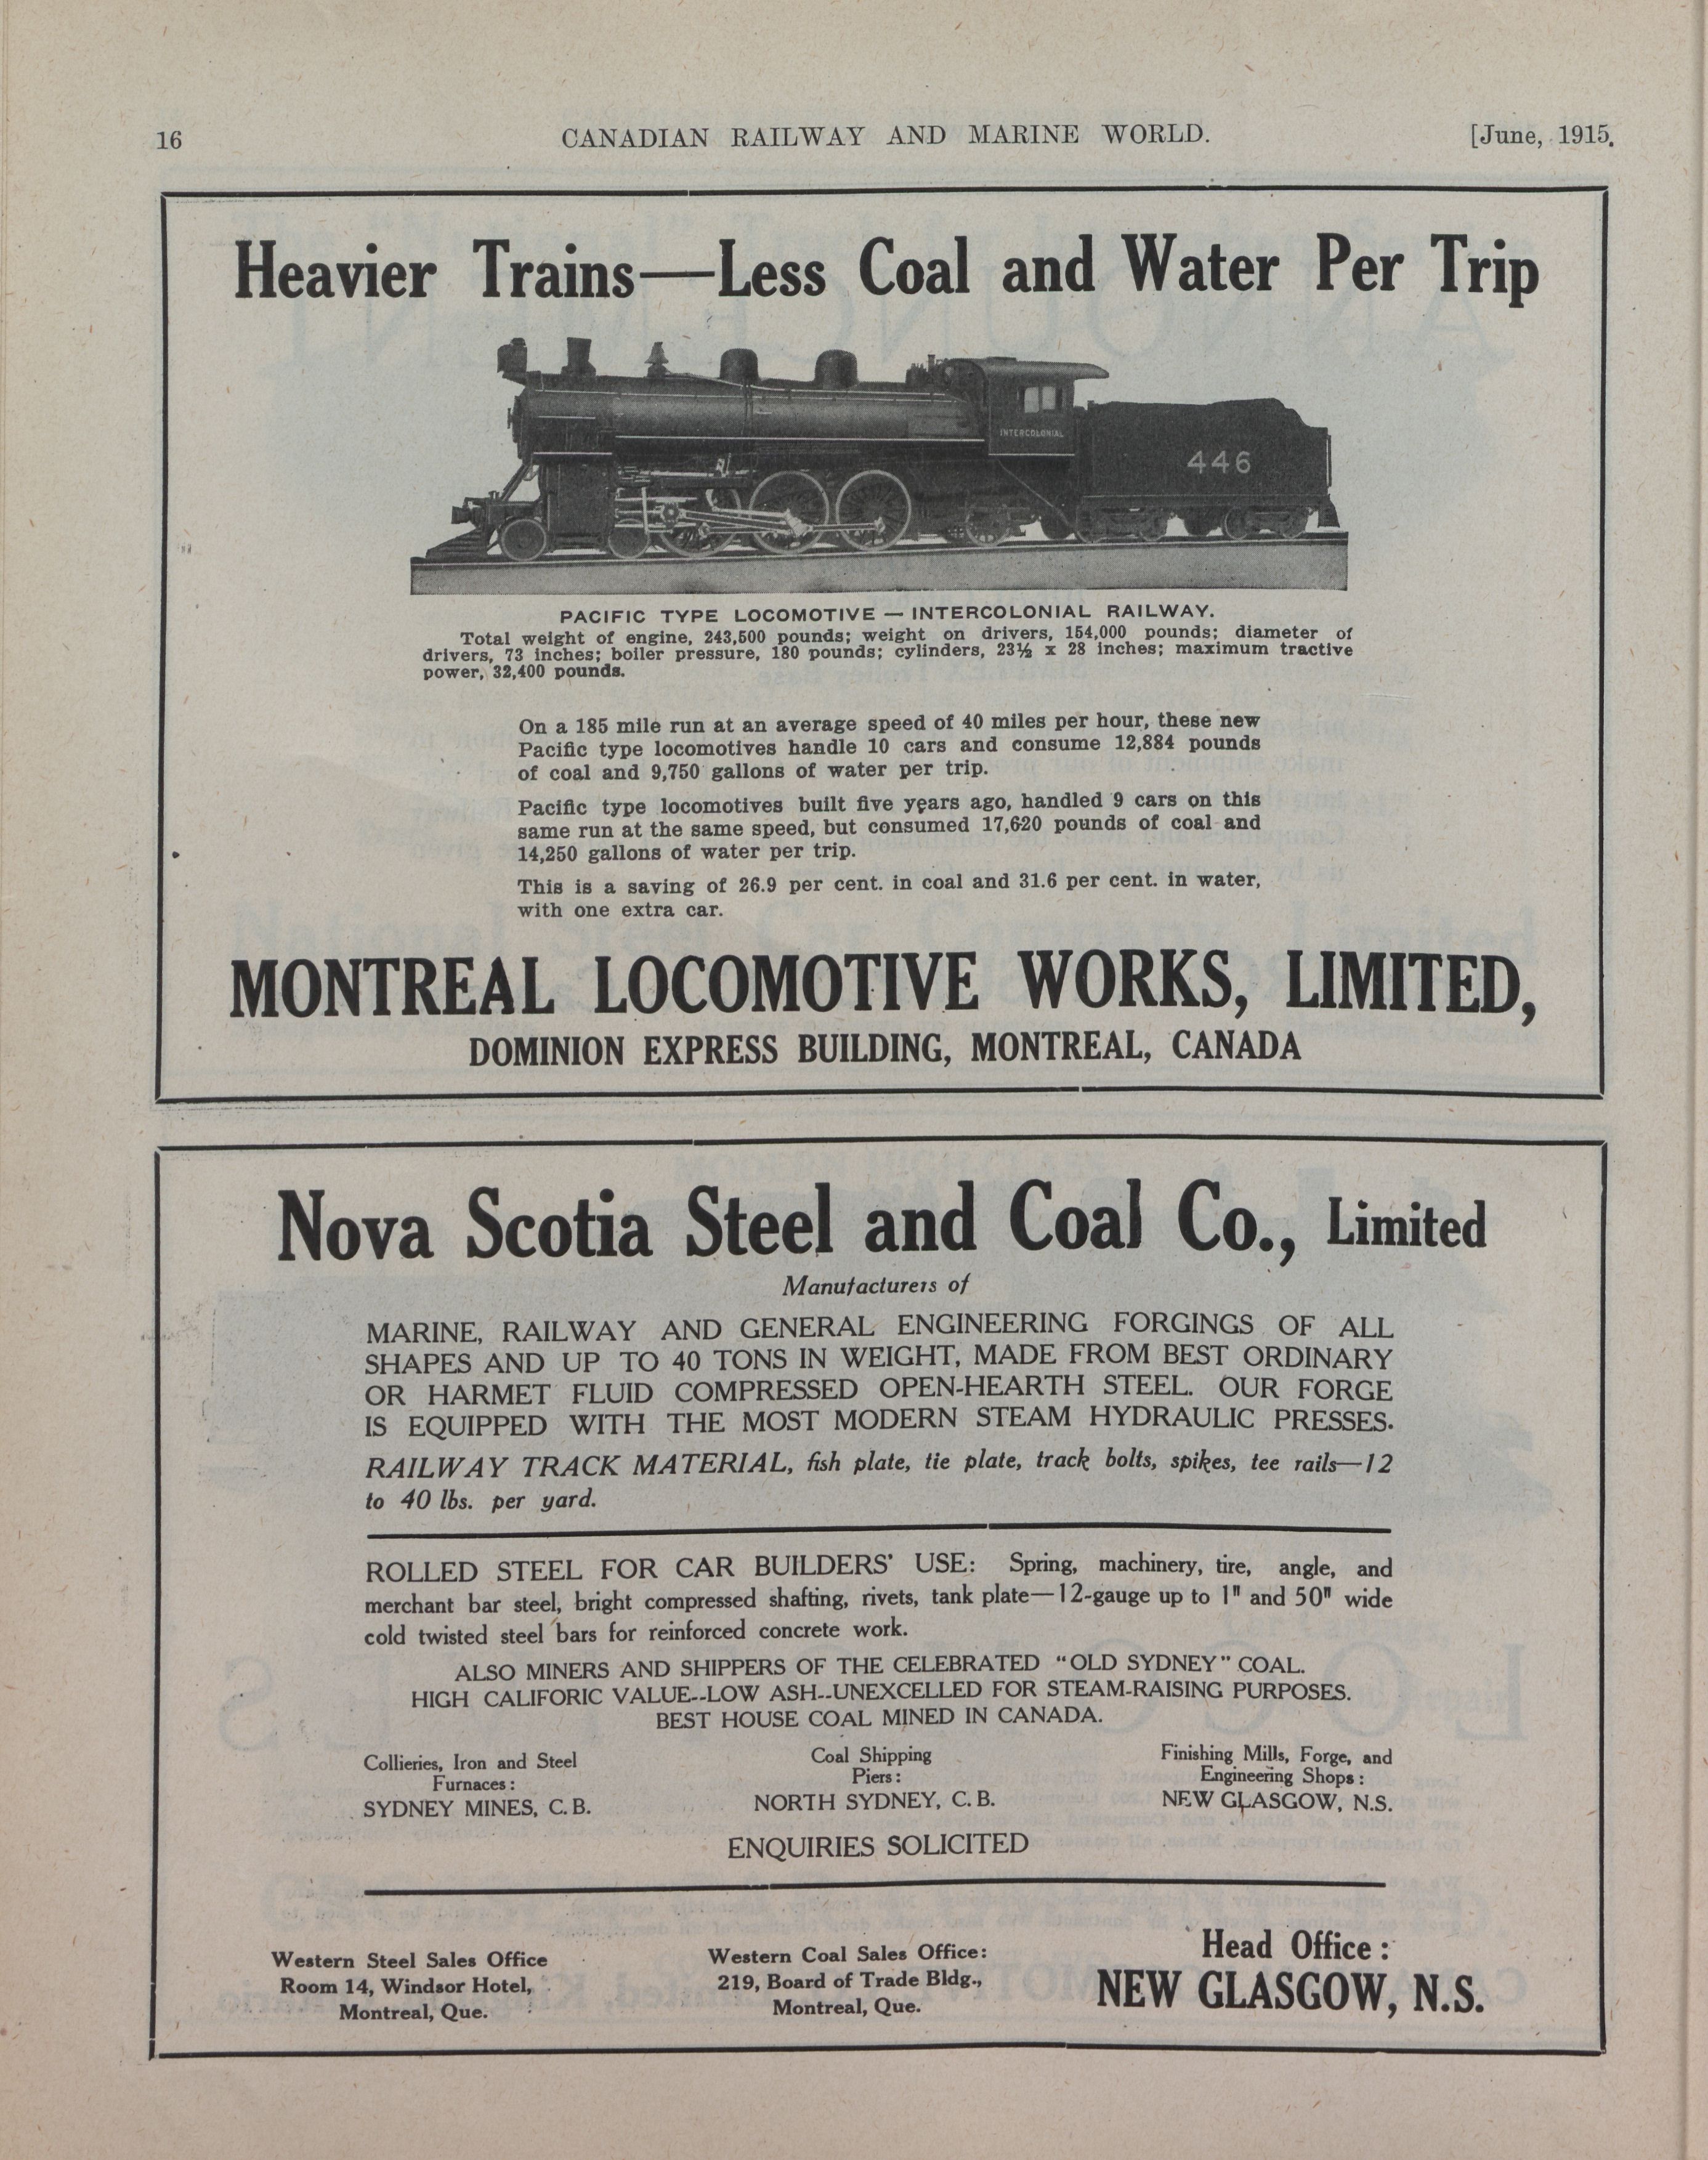 16
CANADIAN RAILWAY AND MARINE WORLD.
[June, 1915.
Heavier Trains—Less Coal and Water Per Trip
INTERCOLONIAL
446
PACIFIC TYPE LOCOMOTIVE — INTERCOLONIAL RAILWAY.
Total weight of engine, 243,500 pounds; weight on drivers, 154,000 pounds; diameter of
drivers, 73 inches; boiler pressure, 180 pounds; cylinders, 23½ x 28 inches; maximum tractive
power, 32,400 pounds.
On a 185 mile run at an average speed of 40 miles per hour, these new
Pacific type locomotives handle 10 cars and consume 12,884 pounds
of coal and 9,750 gallons of water per trip.
Pacific type locomotives built five years ago, handled 9 cars on this
same run at the same speed, but consumed 17,620 pounds of coal and
14,250 gallons of water per trip.
This is a saving of 26.9 per cent. in coal and 31.6 per cent. in water,
with one extra car.
MONTREAL LOCOMOTIVE WORKS, LIMITED,
DOMINION EXPRESS BUILDING, MONTREAL, CANADA
Nova Scotia Steel and Coal Co., Limited
Manufacturers of
MARINE, RAILWAY AND GENERAL ENGINEERING FORGINGS OF ALL
SHAPES AND UP TO 40 TONS IN WEIGHT, MADE FROM BEST ORDINARY
OR HARMET FLUID COMPRESSED OPEN-HEARTH STEEL. OUR FORGE
IS EQUIPPED WITH THE MOST MODERN STEAM HYDRAULIC PRESSES.
RAILWAY TRACK MATERIAL, fish plate, tie plate, track bolts, spikes, tee rails—12
to 40 lbs. per yard.
ROLLED STEEL FOR CAR BUILDERS' USE: Spring, machinery, tire, angle, and
merchant bar steel, bright compressed shafting, rivets, tank plate—12-gauge up to 1" and 50" wide
cold twisted steel bars for reinforced concrete work.
ALSO MINERS AND SHIPPERS OF THE CELEBRATED "OLD SYDNEY" COAL.
HIGH CALIFORIC VALUE--LOW ASH--UNEXCELLED FOR STEAM-RAISING PURPOSES.
BEST HOUSE COAL MINED IN CANADA.
Collieries, Iron and Steel
Furnaces:
SYDNEY MINES, C.B.
Coal Shipping
Piers:
NORTH SYDNEY, C.B.
Finishing Mills, Forge, and
Engineering Shops:
NEW GLASGOW, N.S.
ENQUIRIES SOLICITED
Western Steel Sales Office
Room 14, Windsor Hotel,
Montreal, Que.
Western Coal Sales Office:
219, Board of Trade Bldg.,
Montreal, Que.
Head Office:
NEW GLASGOW, N.S.